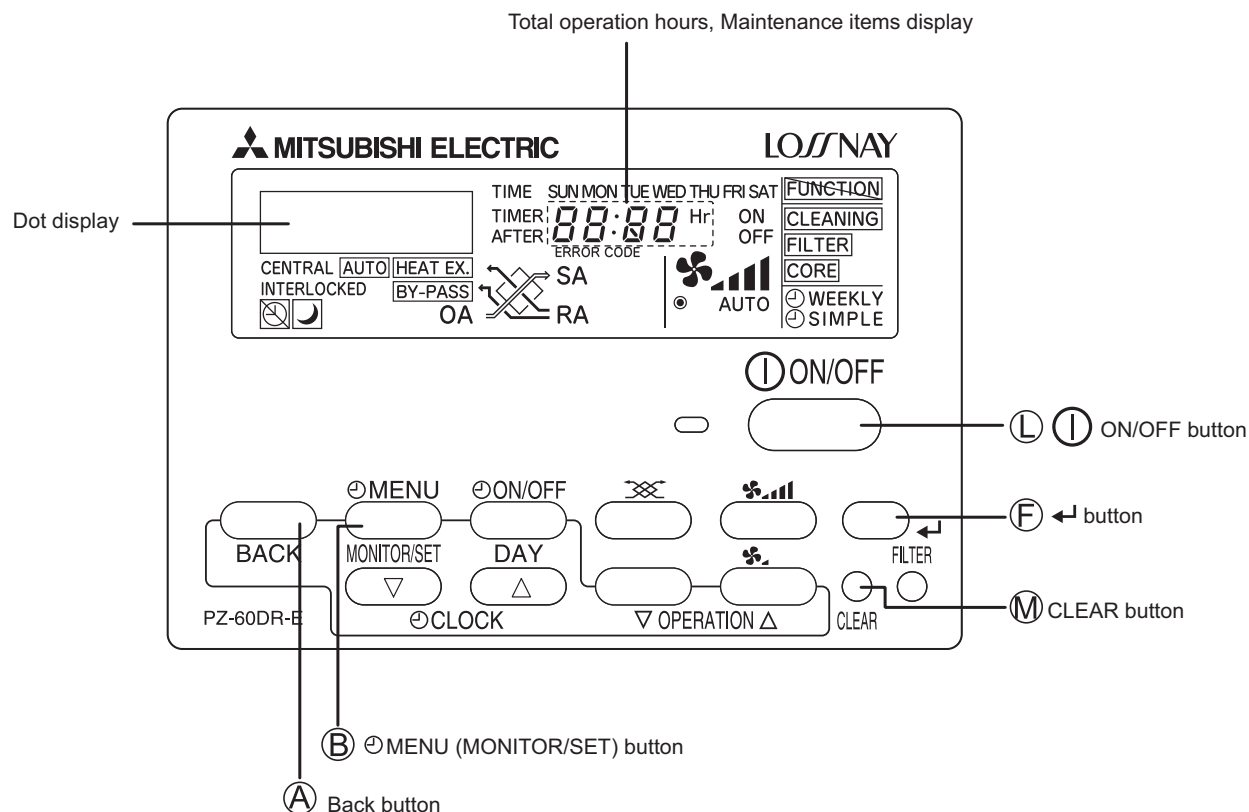 Total operation hours, Maintenance items display
MITSUBISHI ELECTRIC
LOSSNAY
Dot display
TIME SUN MON TUE WED THU FRI SAT
TIMER 88:88 Hr ON
AFTER OFF
ERROR CODE
FUNCTION
CLEANING
FILTER
CORE
CENTRAL AUTO HEAT EX.
INTERLOCKED BY-PASS
SA
OA RA
AUTO
WEEKLY
SIMPLE
ON/OFF
L ON/OFF button
MENU ON/OFF
F ↵ button
BACK MONITOR/SET DAY ↵ FILTER
▽ △
M CLEAR button
PZ-60DR-E CLOCK ▽ OPERATION △ CLEAR
B MENU (MONITOR/SET) button
A Back button